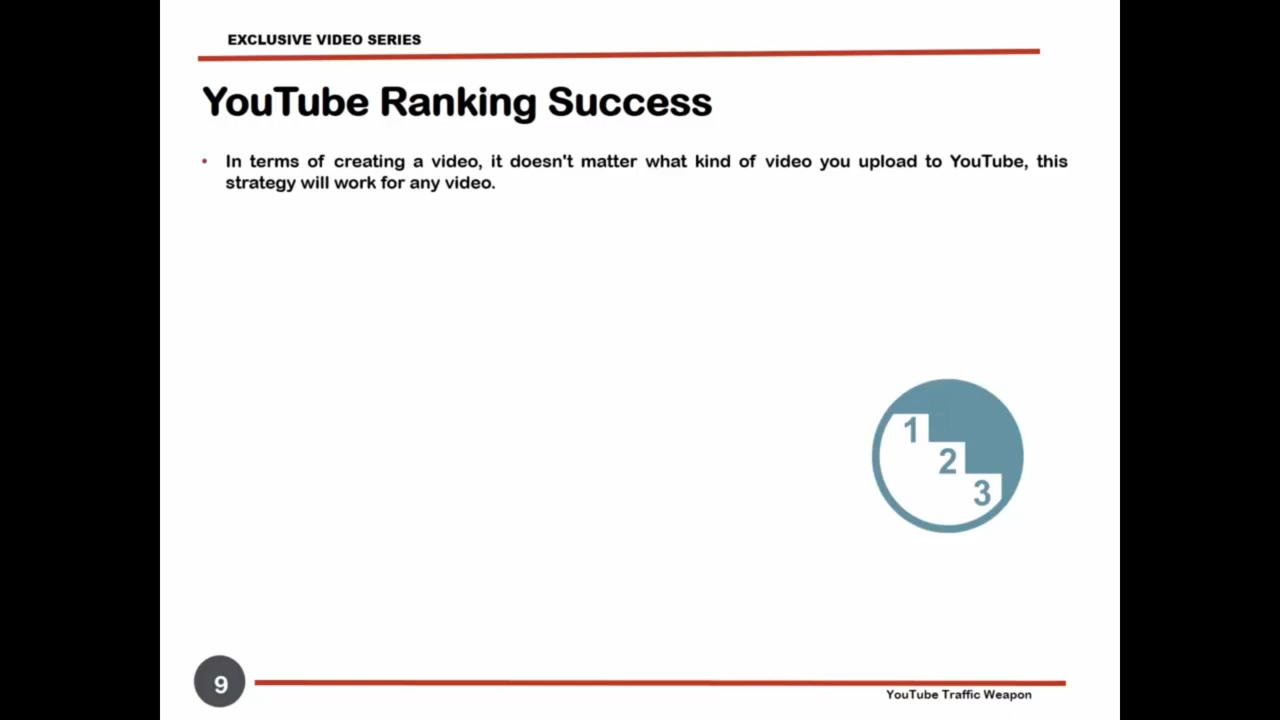 EXCLUSIVE VIDEO SERIES
YouTube Ranking Success
• In terms of creating a video, it doesn't matter what kind of video you upload to YouTube, this
strategy will work for any video.
1
2
3
9
YouTube Traffic Weapon